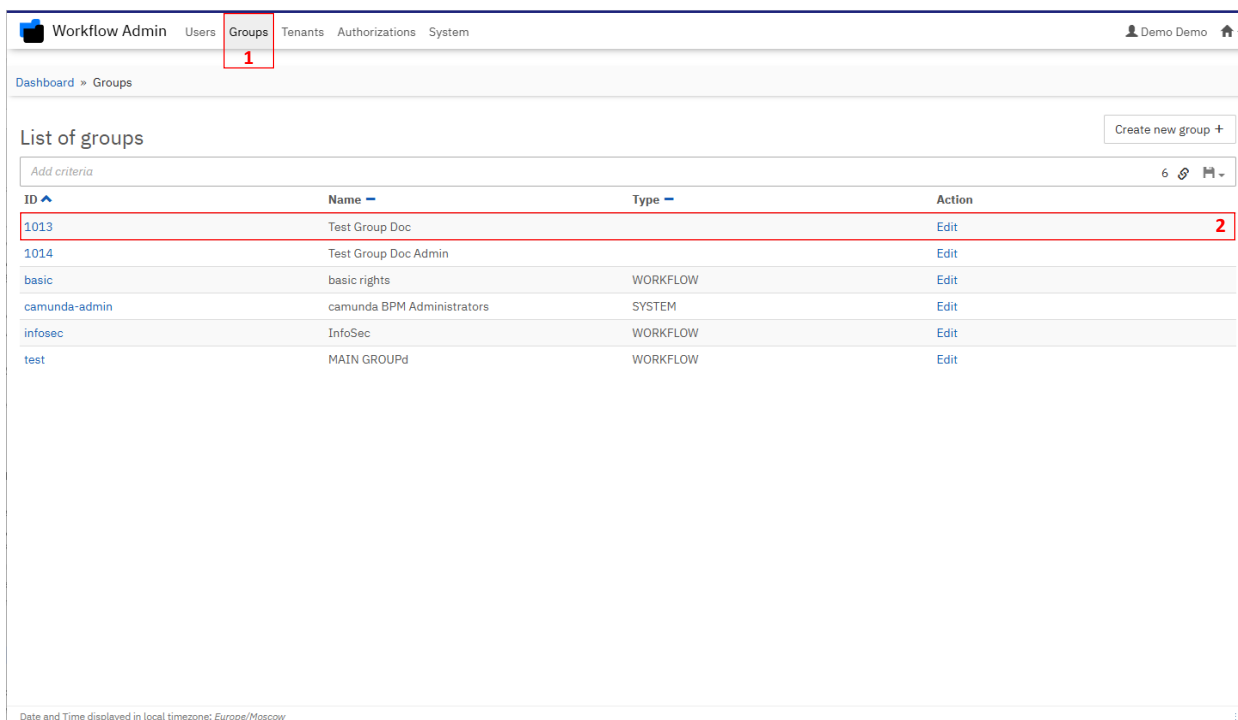 Workflow Admin Users Groups Tenants Authorizations System Demo Demo
1
Dashboard » Groups
List of groups
Create new group +
Add criteria 6
ID Name Type Action
1013 Test Group Doc Edit 2
1014 Test Group Doc Admin Edit
basic basic rights WORKFLOW Edit
camunda-admin camunda BPM Administrators SYSTEM Edit
infosec InfoSec WORKFLOW Edit
test MAIN GROUPd WORKFLOW Edit
Date and Time displayed in local timezone: Europe/Moscow